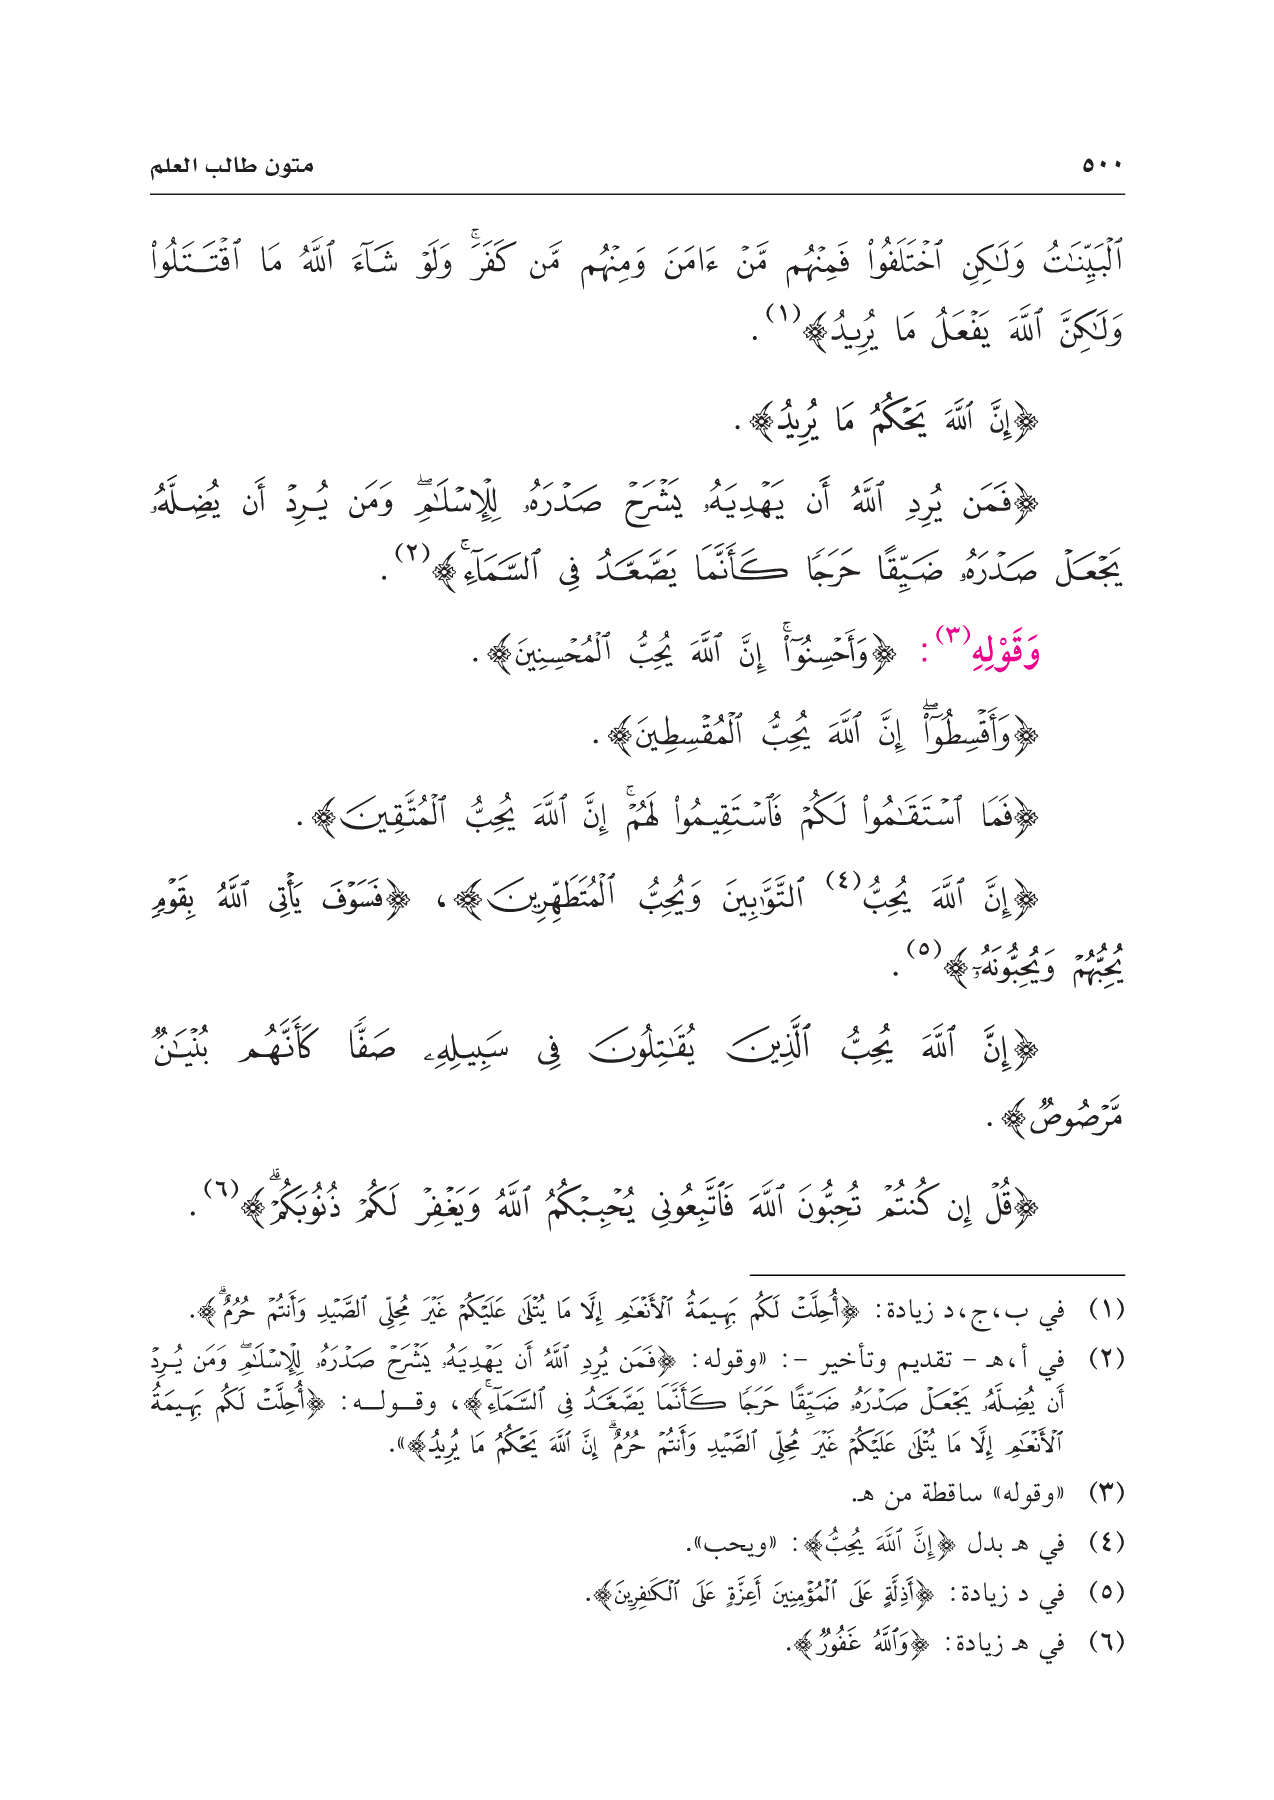 ٥٠٠ متون طالب العلم
ٱلْبَيِّنَٰتُ وَلَٰكِنِ ٱخْتَلَفُوا۟ فَمِنْهُم مَّنْ ءَامَنَ وَمِنْهُم مَّن كَفَرَ ۚ وَلَوْ شَآءَ ٱللَّهُ مَا ٱقْتَتَلُوا۟
وَلَٰكِنَّ ٱللَّهَ يَفْعَلُ مَا يُرِيدُ﴾(١).
﴿إِنَّ ٱللَّهَ يَحْكُمُ مَا يُرِيدُ﴾.
﴿فَمَن يُرِدِ ٱللَّهُ أَن يَهْدِيَهُۥ يَشْرَحْ صَدْرَهُۥ لِلْإِسْلَٰمِ ۖ وَمَن يُرِدْ أَن يُضِلَّهُۥ
يَجْعَلْ صَدْرَهُۥ ضَيِّقًا حَرَجًا كَأَنَّمَا يَصَّعَّدُ فِى ٱلسَّمَآءِ ۚ﴾(٢).
وَقَوْلِهِ(٣): ﴿وَأَحْسِنُوٓا۟ ۚ إِنَّ ٱللَّهَ يُحِبُّ ٱلْمُحْسِنِينَ﴾.
﴿وَأَقْسِطُوٓا۟ ۖ إِنَّ ٱللَّهَ يُحِبُّ ٱلْمُقْسِطِينَ﴾.
﴿فَمَا ٱسْتَقَٰمُوا۟ لَكُمْ فَٱسْتَقِيمُوا۟ لَهُمْ ۚ إِنَّ ٱللَّهَ يُحِبُّ ٱلْمُتَّقِينَ﴾.
﴿إِنَّ ٱللَّهَ يُحِبُّ(٤) ٱلتَّوَّٰبِينَ وَيُحِبُّ ٱلْمُتَطَهِّرِينَ﴾، ﴿فَسَوْفَ يَأْتِى ٱللَّهُ بِقَوْمٍ
يُحِبُّهُمْ وَيُحِبُّونَهُۥٓ﴾(٥).
﴿إِنَّ ٱللَّهَ يُحِبُّ ٱلَّذِينَ يُقَٰتِلُونَ فِى سَبِيلِهِۦ صَفًّا كَأَنَّهُم بُنْيَٰنٌ
مَّرْصُوصٌ﴾.
﴿قُلْ إِن كُنتُمْ تُحِبُّونَ ٱللَّهَ فَٱتَّبِعُونِى يُحْبِبْكُمُ ٱللَّهُ وَيَغْفِرْ لَكُمْ ذُنُوبَكُمْ ۗ﴾(٦).
(١) في ب،ج،د زيادة: ﴿أُحِلَّتْ لَكُم بَهِيمَةُ ٱلْأَنْعَٰمِ إِلَّا مَا يُتْلَىٰ عَلَيْكُمْ غَيْرَ مُحِلِّى ٱلصَّيْدِ وَأَنتُمْ حُرُمٌ ۗ﴾.
(٢) في أ،هـ - تقديم وتأخير -: «وقوله: ﴿فَمَن يُرِدِ ٱللَّهُ أَن يَهْدِيَهُۥ يَشْرَحْ صَدْرَهُۥ لِلْإِسْلَٰمِ ۖ وَمَن يُرِدْ
أَن يُضِلَّهُۥ يَجْعَلْ صَدْرَهُۥ ضَيِّقًا حَرَجًا كَأَنَّمَا يَصَّعَّدُ فِى ٱلسَّمَآءِ ۚ﴾، وقوله: ﴿أُحِلَّتْ لَكُم بَهِيمَةُ
ٱلْأَنْعَٰمِ إِلَّا مَا يُتْلَىٰ عَلَيْكُمْ غَيْرَ مُحِلِّى ٱلصَّيْدِ وَأَنتُمْ حُرُمٌ ۗ إِنَّ ٱللَّهَ يَحْكُمُ مَا يُرِيدُ﴾».
(٣) «وقوله» ساقطة من هـ.
(٤) في هـ بدل ﴿إِنَّ ٱللَّهَ يُحِبُّ﴾: «ويحب».
(٥) في د زيادة: ﴿أَذِلَّةٍ عَلَى ٱلْمُؤْمِنِينَ أَعِزَّةٍ عَلَى ٱلْكَٰفِرِينَ﴾.
(٦) في هـ زيادة: ﴿وَٱللَّهُ غَفُورٌ﴾.